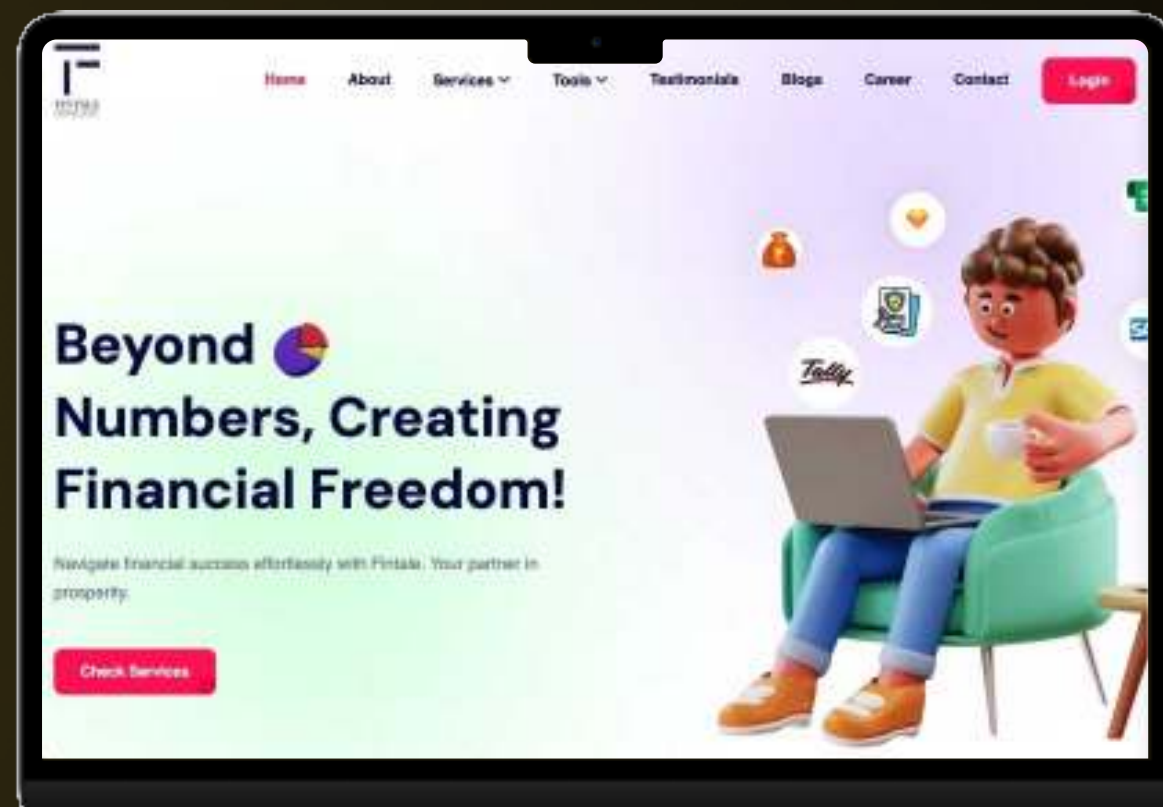 Home About Services Tools Testimonials Blogs Career Contact Login
Tally
Beyond
Numbers, Creating
Financial Freedom!
Navigate financial success effortlessly with Fintale. Your partner in
prosperity.
Check Services